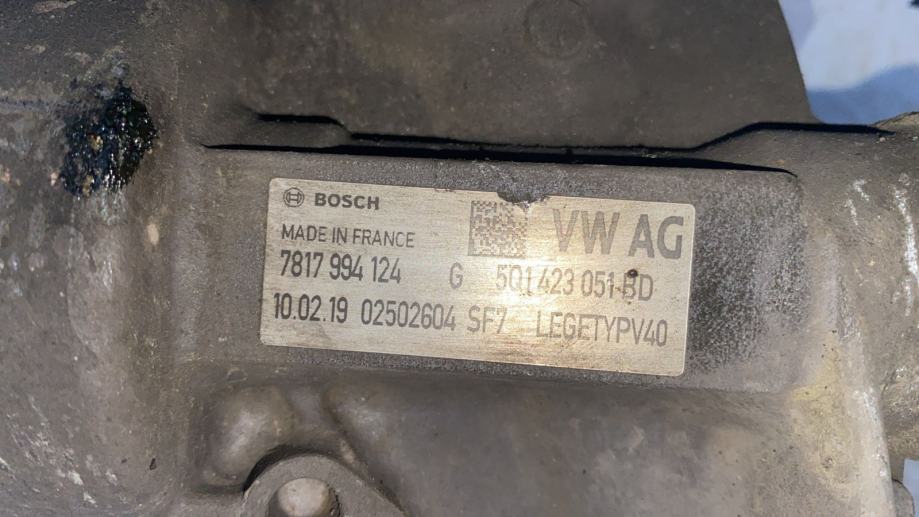 BOSCH
VW AG
MADE IN FRANCE
7817 994 124 G 5Q1 423 051 BD
10.02.19 02502604 SF7 LEGETYPV40